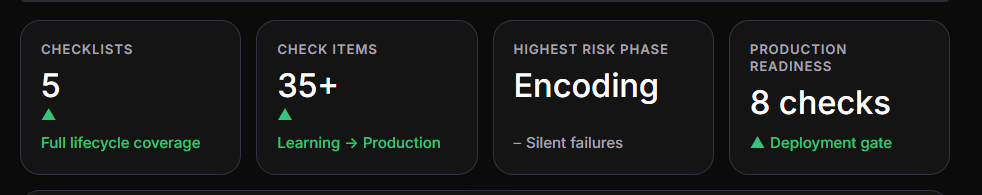 CHECKLISTS
5
▲
Full lifecycle coverage
CHECK ITEMS
35+
▲
Learning → Production
HIGHEST RISK PHASE
Encoding
– Silent failures
PRODUCTION
READINESS
8 checks
▲ Deployment gate